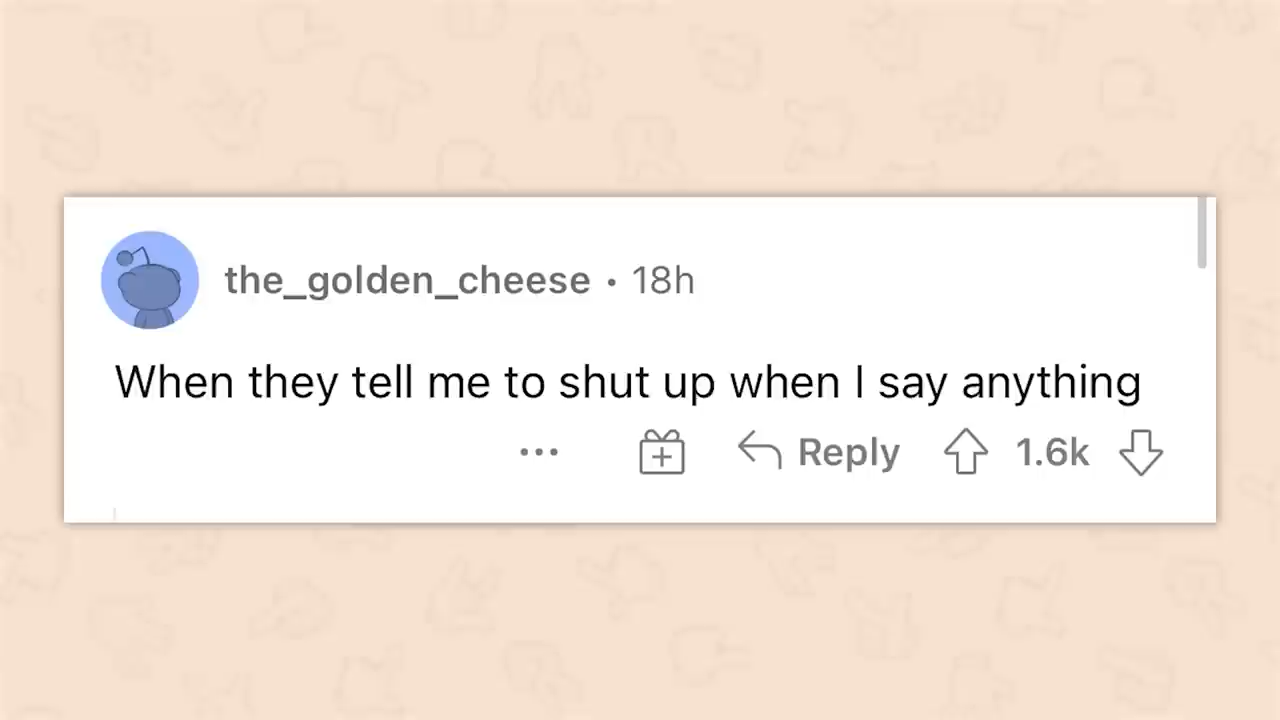 the_golden_cheese • 18h
When they tell me to shut up when I say anything
Reply 1.6k